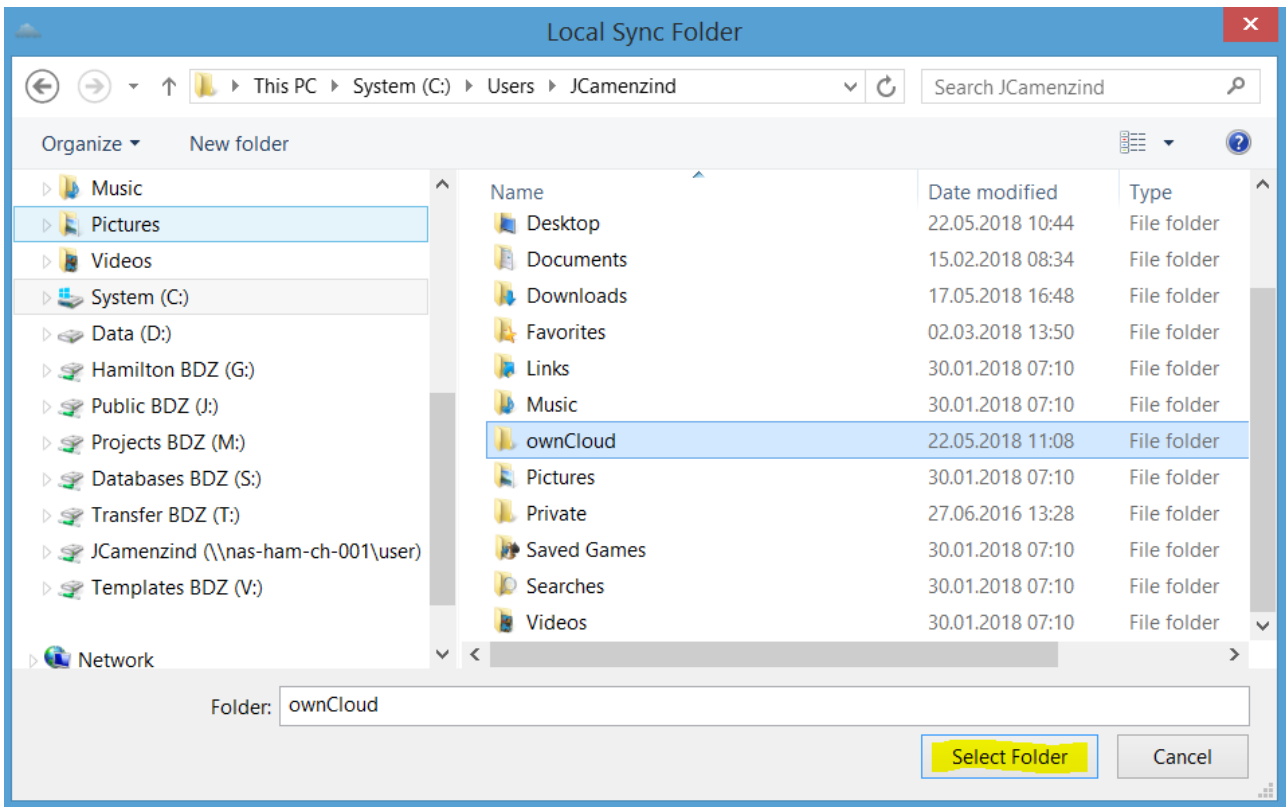 Local Sync Folder
This PC System (C:) Users JCamenzind
Search JCamenzind
Organize New folder
Music
Pictures
Videos
System (C:)
Data (D:)
Hamilton BDZ (G:)
Public BDZ (J:)
Projects BDZ (M:)
Databases BDZ (S:)
Transfer BDZ (T:)
JCamenzind (\\nas-ham-ch-001\user)
Templates BDZ (V:)
Network
Name Date modified Type
Desktop 22.05.2018 10:44 File folder
Documents 15.02.2018 08:34 File folder
Downloads 17.05.2018 16:48 File folder
Favorites 02.03.2018 13:50 File folder
Links 30.01.2018 07:10 File folder
Music 30.01.2018 07:10 File folder
ownCloud 22.05.2018 11:08 File folder
Pictures 30.01.2018 07:10 File folder
Private 27.06.2016 13:28 File folder
Saved Games 30.01.2018 07:10 File folder
Searches 30.01.2018 07:10 File folder
Videos 30.01.2018 07:10 File folder
Folder: ownCloud
Select Folder Cancel